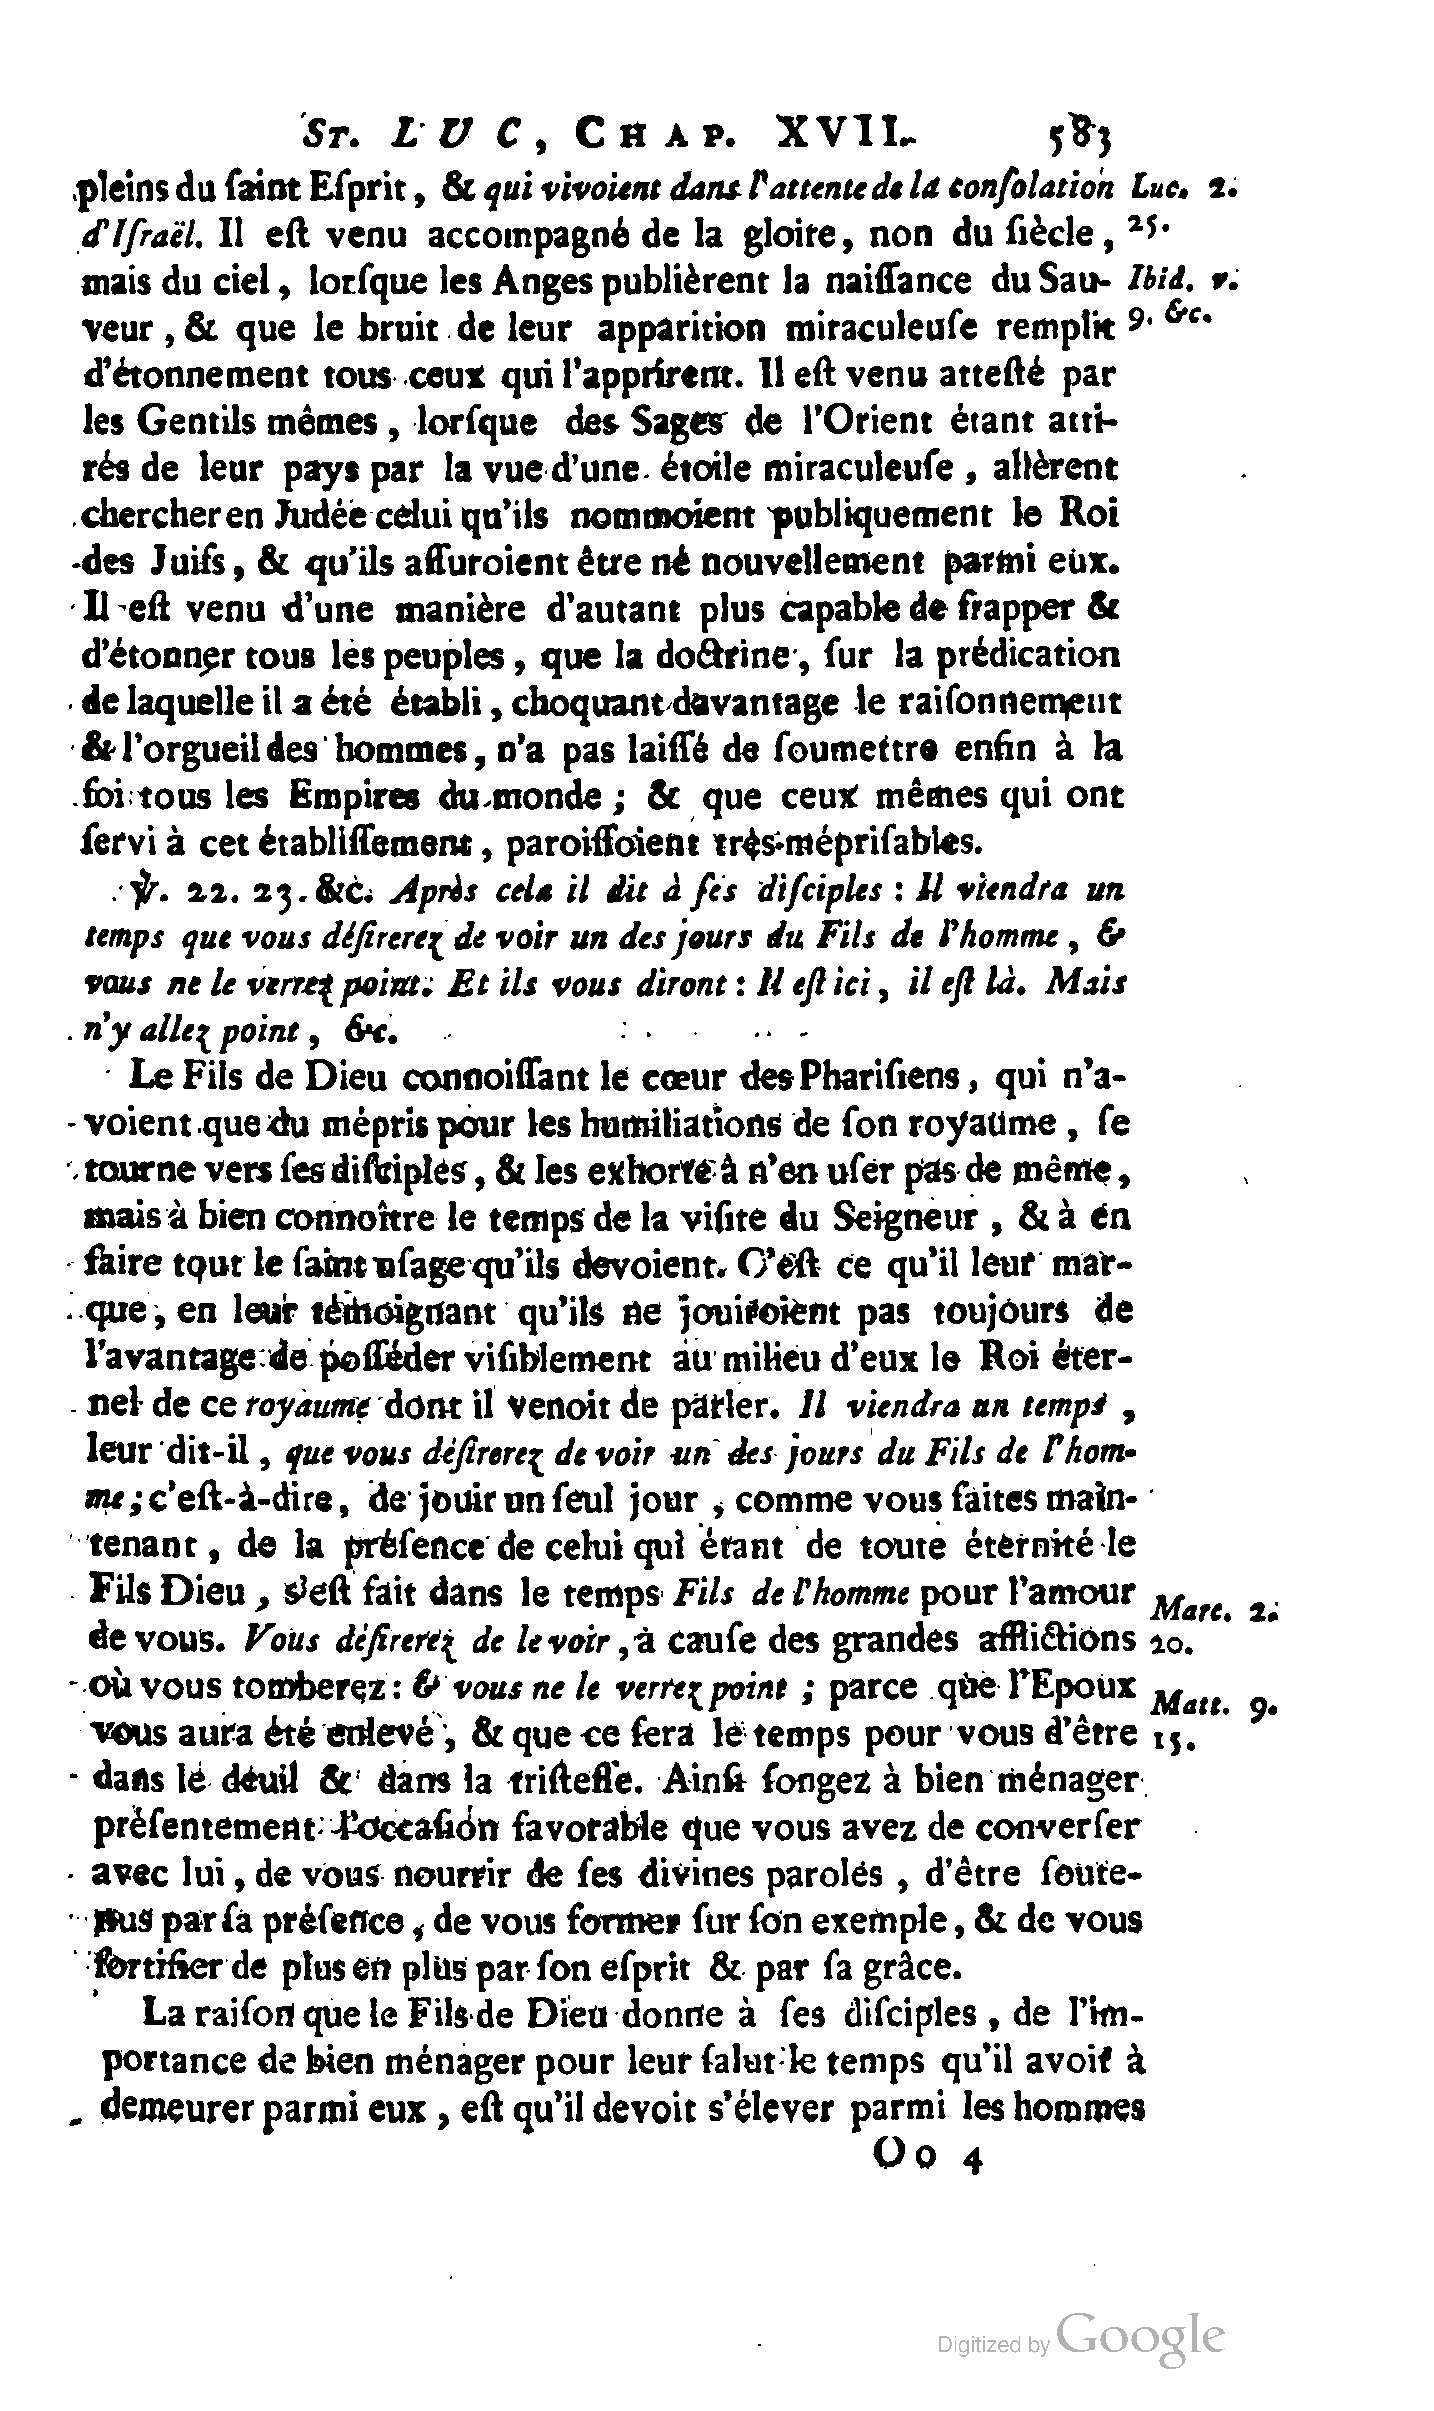 ST. LUC, CHAP. XVII. 583
pleins du ſaint Eſprit, & qui vivoient dans l'attente de la conſolation Luc. 2.
d'Iſraël. Il eſt venu accompagné de la gloire, non du ſiècle, 25.
mais du ciel, lorſque les Anges publièrent la naiſſance du Sau- Ibid. v.
veur, & que le bruit de leur apparition miraculeuſe remplit 9. &c.
d'étonnement tous ceux qui l'apprirent. Il eſt venu atteſté par
les Gentils mêmes, lorſque des Sages de l'Orient étant atti-
rés de leur pays par la vue d'une étoile miraculeuſe, allèrent
chercher en Judée celui qu'ils nommoient publiquement le Roi
des Juifs, & qu'ils aſſuroient être né nouvellement parmi eux.
Il eſt venu d'une manière d'autant plus capable de frapper &
d'étonner tous les peuples, que la doctrine, ſur la prédication
de laquelle il a été établi, choquant davantage le raiſonnement
& l'orgueil des hommes, n'a pas laiſſé de ſoumettre enfin à la
foi tous les Empires du monde; & que ceux mêmes qui ont
ſervi à cet établiſſement, paroiſſoient très-mépriſables.
℣. 22. 23. &c. Après cela il dit à ſes diſciples: Il viendra un
temps que vous déſirerez de voir un des jours du Fils de l'homme, &
vous ne le verrez point. Et ils vous diront: Il eſt ici, il eſt là. Mais
n'y allez point, &c.
Le Fils de Dieu connoiſſant le cœur des Phariſiens, qui n'a-
voient que du mépris pour les humiliations de ſon royaume, ſe
tourne vers ſes diſciples, & les exhorte à n'en uſer pas de même,
mais à bien connoître le temps de la viſite du Seigneur, & à en
faire tout le ſaint uſage qu'ils devoient. C'eſt ce qu'il leur mar-
que, en leur témoignant qu'ils ne jouiroient pas toujours de
l'avantage de poſſéder viſiblement au milieu d'eux le Roi éter-
nel de ce royaume dont il venoit de parler. Il viendra un temps,
leur dit-il, que vous déſirerez de voir un des jours du Fils de l'hom-
me; c'eſt-à-dire, de jouir un ſeul jour, comme vous faites main-
tenant, de la préſence de celui qui étant de toute éternité le
Fils Dieu, s'eſt fait dans le temps Fils de l'homme pour l'amour Marc. 2.
de vous. Vous déſirerez de le voir, à cauſe des grandes afflictions 20.
où vous tomberez: & vous ne le verrez point; parce que l'Epoux Matt. 9.
vous aura été enlevé, & que ce ſera le temps pour vous d'être 15.
dans le deuil & dans la triſteſſe. Ainſi ſongez à bien ménager
prèſentement l'occaſion favorable que vous avez de converſer
avec lui, de vous nourrir de ſes divines paroles, d'être ſoute-
nus par ſa préſence, de vous former ſur ſon exemple, & de vous
fortifier de plus en plus par ſon eſprit & par ſa grâce.
La raiſon que le Fils de Dieu donne à ſes diſciples, de l'im-
portance de bien ménager pour leur ſalut le temps qu'il avoit à
demeurer parmi eux, eſt qu'il devoit s'élever parmi les hommes
Oo 4
Digitized by Google